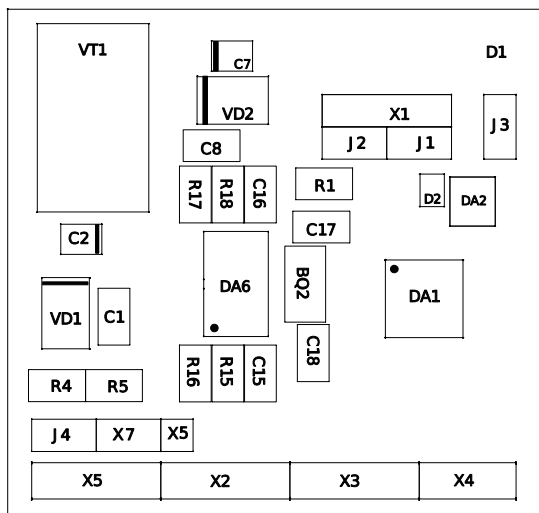 VT1
C7
D1
VD2
X1
J3
C8
J2
J1
R17
R18
C16
R1
D2
DA2
C2
C17
DA6
BQ2
DA1
VD1
C1
C18
R4
R5
R16
R15
C15
J4
X7
X5
X5
X2
X3
X4